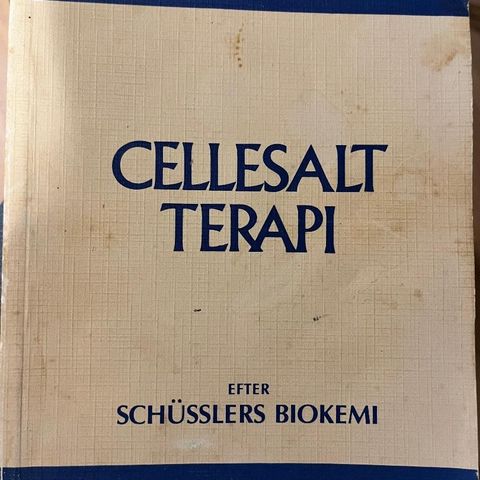 CELLESALT
TERAPI
EFTER
SCHÜSSLERS BIOKEMI